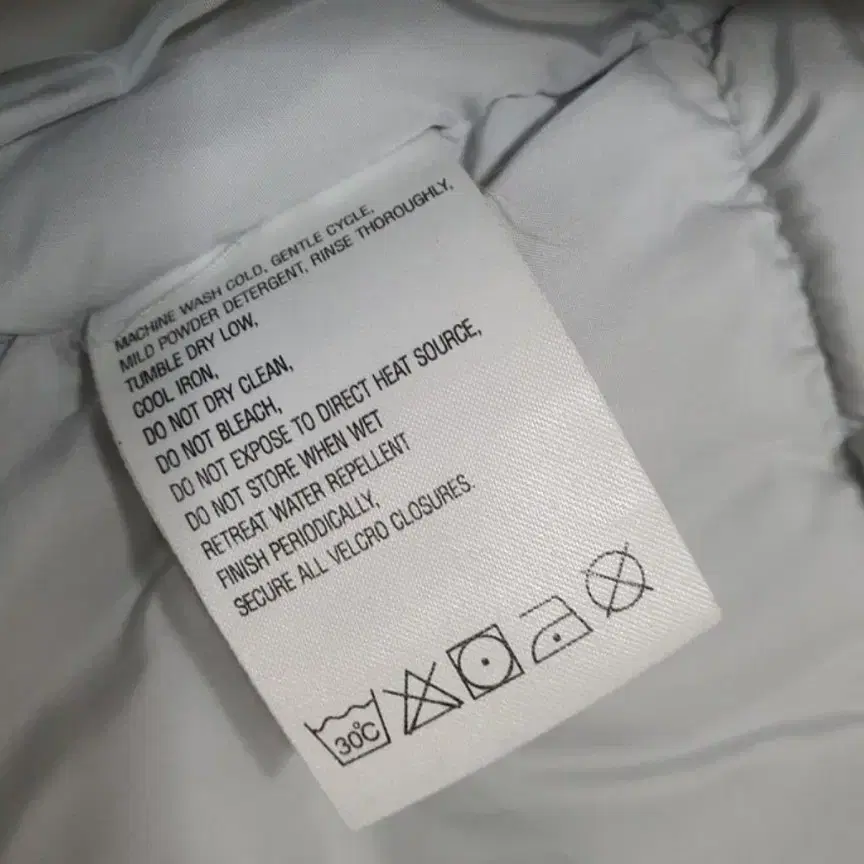 MACHINE WASH COLD, GENTLE CYCLE,
MILD POWDER DETERGENT, RINSE THOROUGHLY,
TUMBLE DRY LOW,
COOL IRON,
DO NOT DRY CLEAN,
DO NOT BLEACH,
DO NOT EXPOSE TO DIRECT HEAT SOURCE,
DO NOT STORE WHEN WET
RETREAT WATER REPELLENT
FINISH PERIODICALLY,
SECURE ALL VELCRO CLOSURES.
30°C